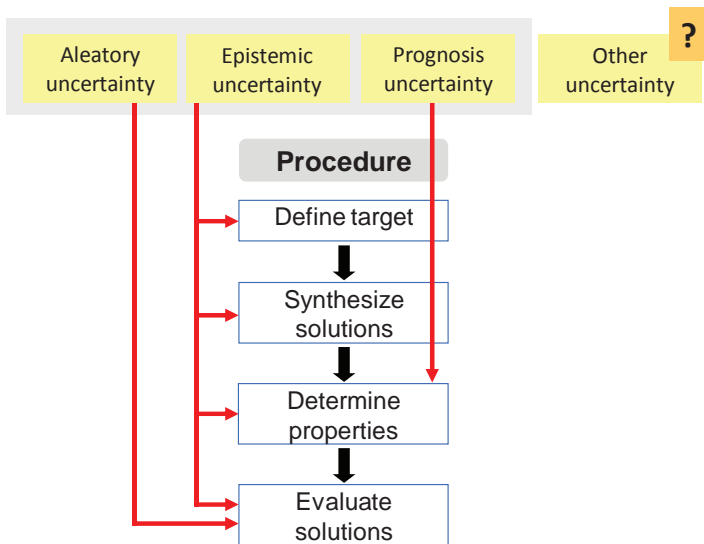 Aleatory
uncertainty
Epistemic
uncertainty
Prognosis
uncertainty
Other
uncertainty
?
Procedure
Define target
Synthesize
solutions
Determine
properties
Evaluate
solutions